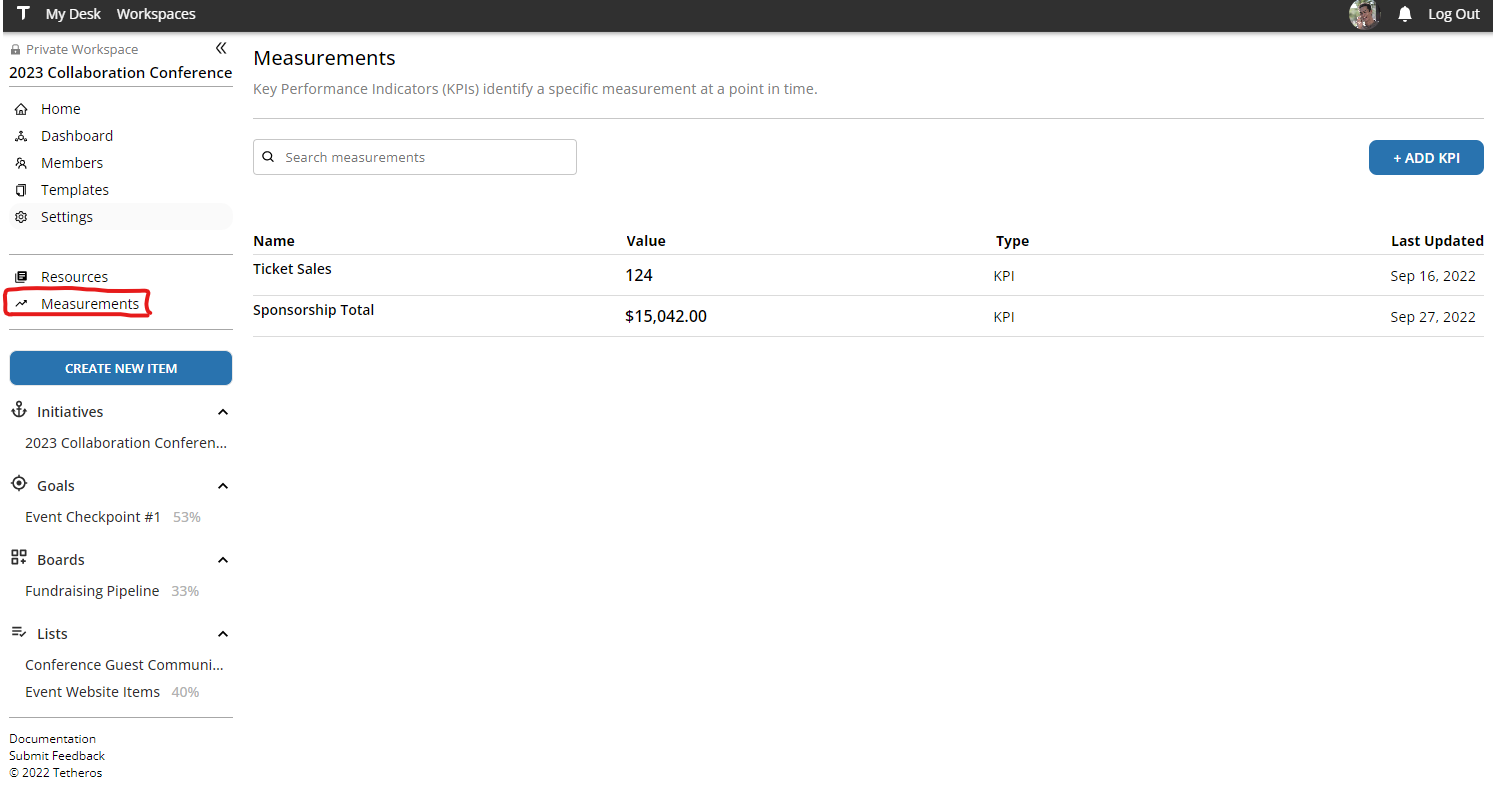 T My Desk Workspaces Log Out
Private Workspace
2023 Collaboration Conference
Home
Dashboard
Members
Templates
Settings
Resources
Measurements
CREATE NEW ITEM
Initiatives
2023 Collaboration Conferen...
Goals
Event Checkpoint #1 53%
Boards
Fundraising Pipeline 33%
Lists
Conference Guest Communi...
Event Website Items 40%
Documentation
Submit Feedback
© 2022 Tetheros
Measurements
Key Performance Indicators (KPIs) identify a specific measurement at a point in time.
Search measurements
+ ADD KPI
Name Value Type Last Updated
Ticket Sales 124 KPI Sep 16, 2022
Sponsorship Total $15,042.00 KPI Sep 27, 2022